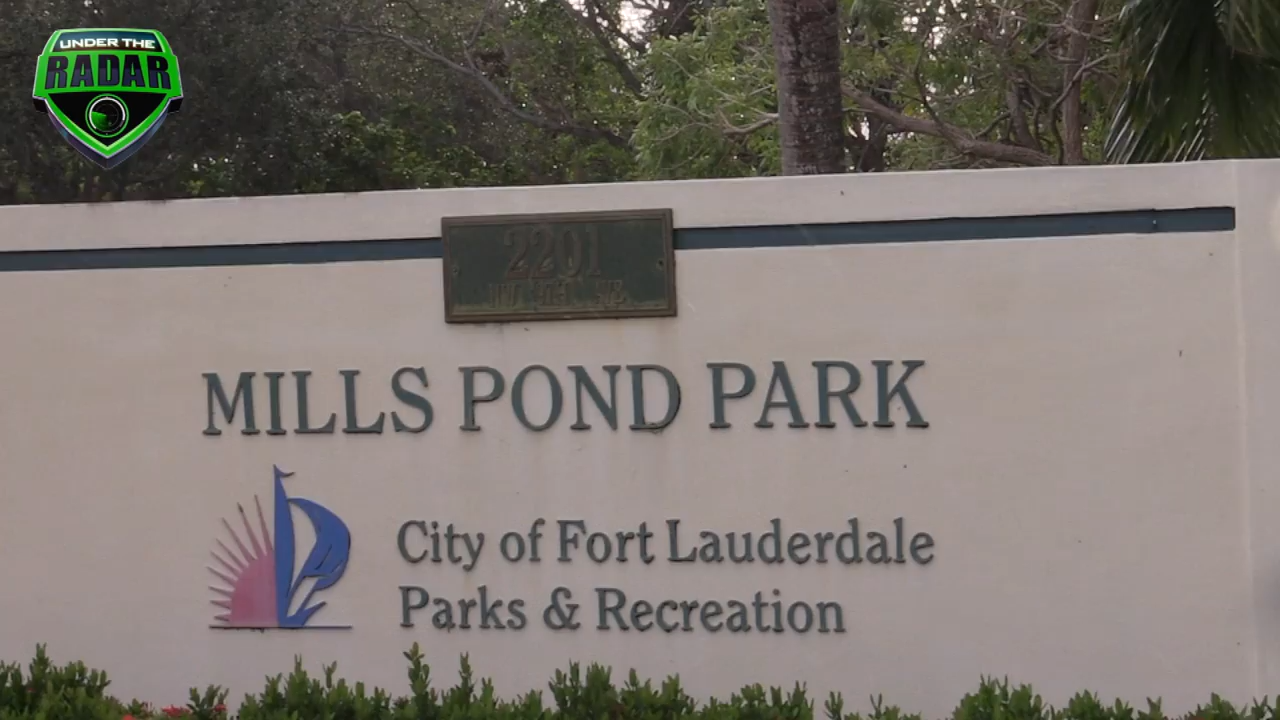 UNDER THE
RADAR
2201
MILLS POND PARK
City of Fort Lauderdale
Parks & Recreation